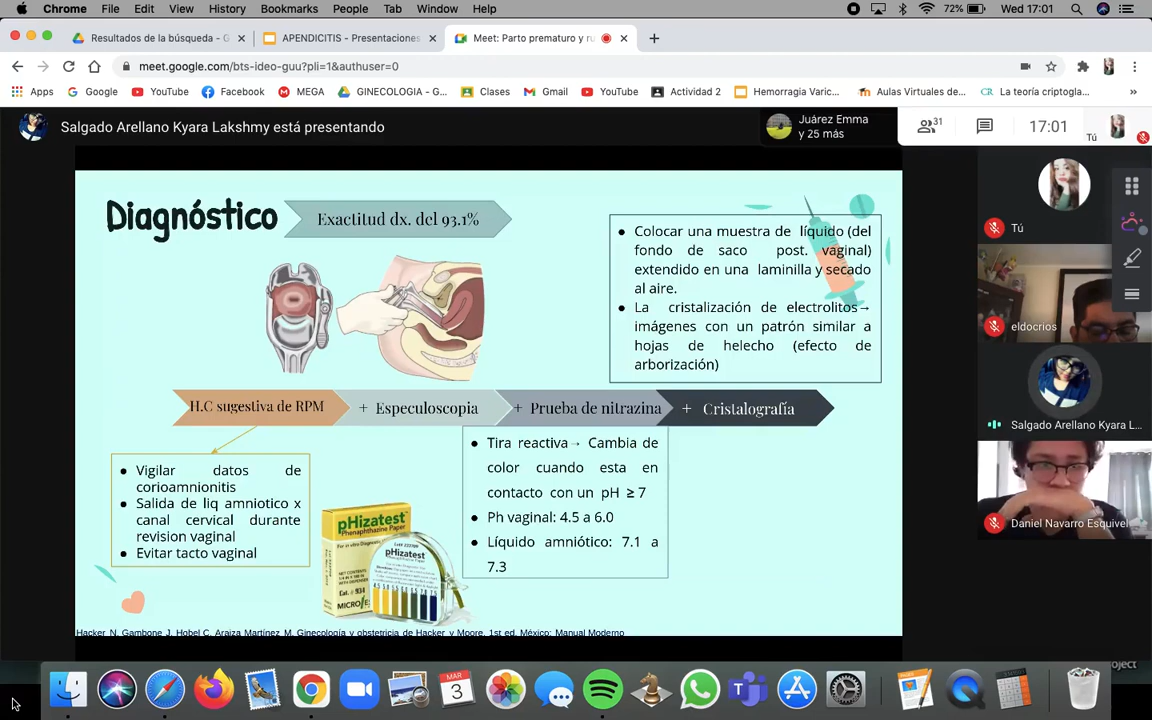 Chrome File Edit View History Bookmarks People Tab Window Help 72% Wed 17:01
Resultados de la búsqueda - G
APENDICITIS - Presentaciones
Meet: Parto prematuro y ru
meet.google.com/bts-ideo-guu?pli=1&authuser=0
Apps Google YouTube Facebook MEGA GINECOLOGIA - G... Clases Gmail YouTube Actividad 2 Hemorragia Varic... Aulas Virtuales de... La teoría criptogla... »
Salgado Arellano Kyara Lakshmy está presentando
Juárez Emma
y 25 más
31
17:01
Tú
Diagnóstico
Exactitud dx. del 93.1%
● Colocar una muestra de líquido (del
fondo de saco post. vaginal)
extendido en una laminilla y secado
al aire.
● La cristalización de electrolitos→
imágenes con un patrón similar a
hojas de helecho (efecto de
arborización)
H.C sugestiva de RPM
+ Especuloscopia
+ Prueba de nitrazina
+ Cristalografía
● Vigilar datos de
corioamnionitis
● Salida de liq amniotico x
canal cervical durante
revision vaginal
● Evitar tacto vaginal
● Tira reactiva→ Cambia de
color cuando esta en
contacto con un pH ≥ 7
● Ph vaginal: 4.5 a 6.0
● Líquido amniótico: 7.1 a
7.3
pHizatest
Phenaphthazine Paper
pHizatest
Hacker N, Gambone J, Hobel C, Araiza Martínez M. Ginecología y obstetricia de Hacker y Moore. 1st ed. México: Manual Moderno
Tú
eldocrios
Salgado Arellano Kyara L...
Daniel Navarro Esquivel
MAR
3
PAGES
oject